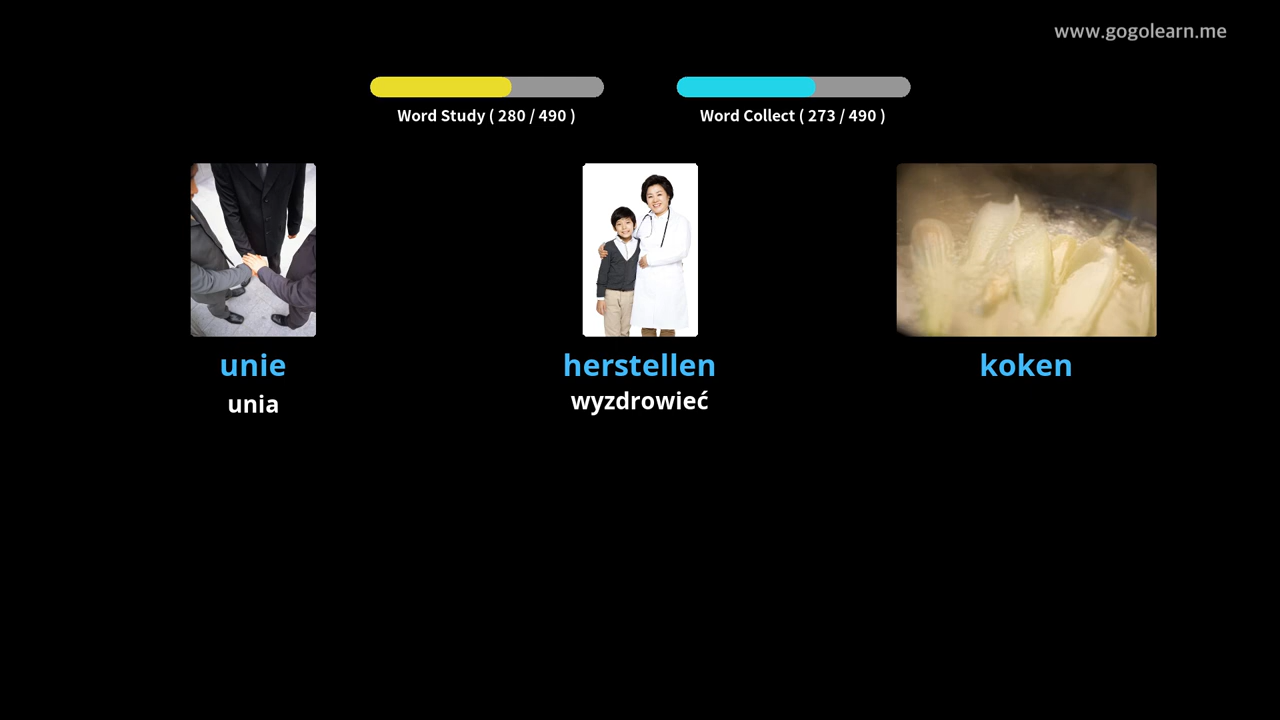 www.gogolearn.me
Word Study ( 280 / 490 )
Word Collect ( 273 / 490 )
unie
herstellen
koken
unia
wyzdrowieć